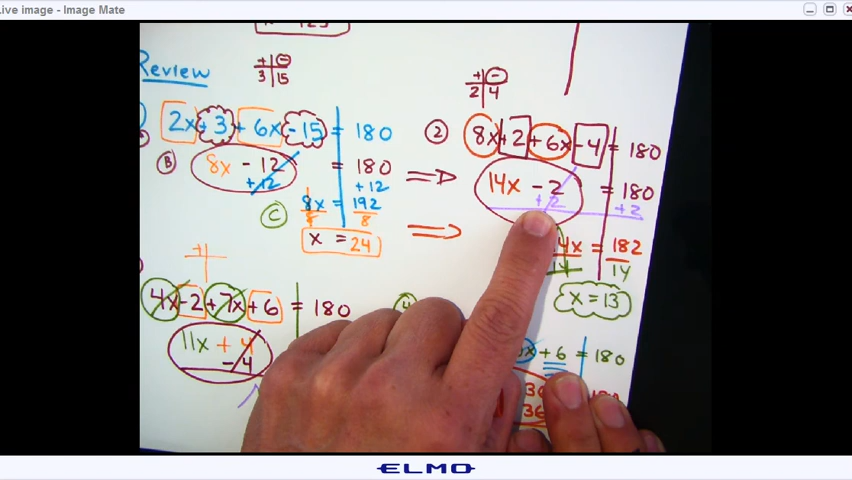 Live image - Image Mate
Review
+ | -
3 | 15
2x + 3 + 6x - 15 = 180
B 8x - 12 = 180
+12 +12
C 8x = 192
8 8
x = 24
+ | -
2 | 4
2 8x + 2 + 6x - 4 = 180
14x - 2 = 180
+2 +2
14x = 182
14 14
x = 13
+
4x - 2 + 7x + 6 = 180
11x + 4
- 4
4
+ 6 = 180
ELMO